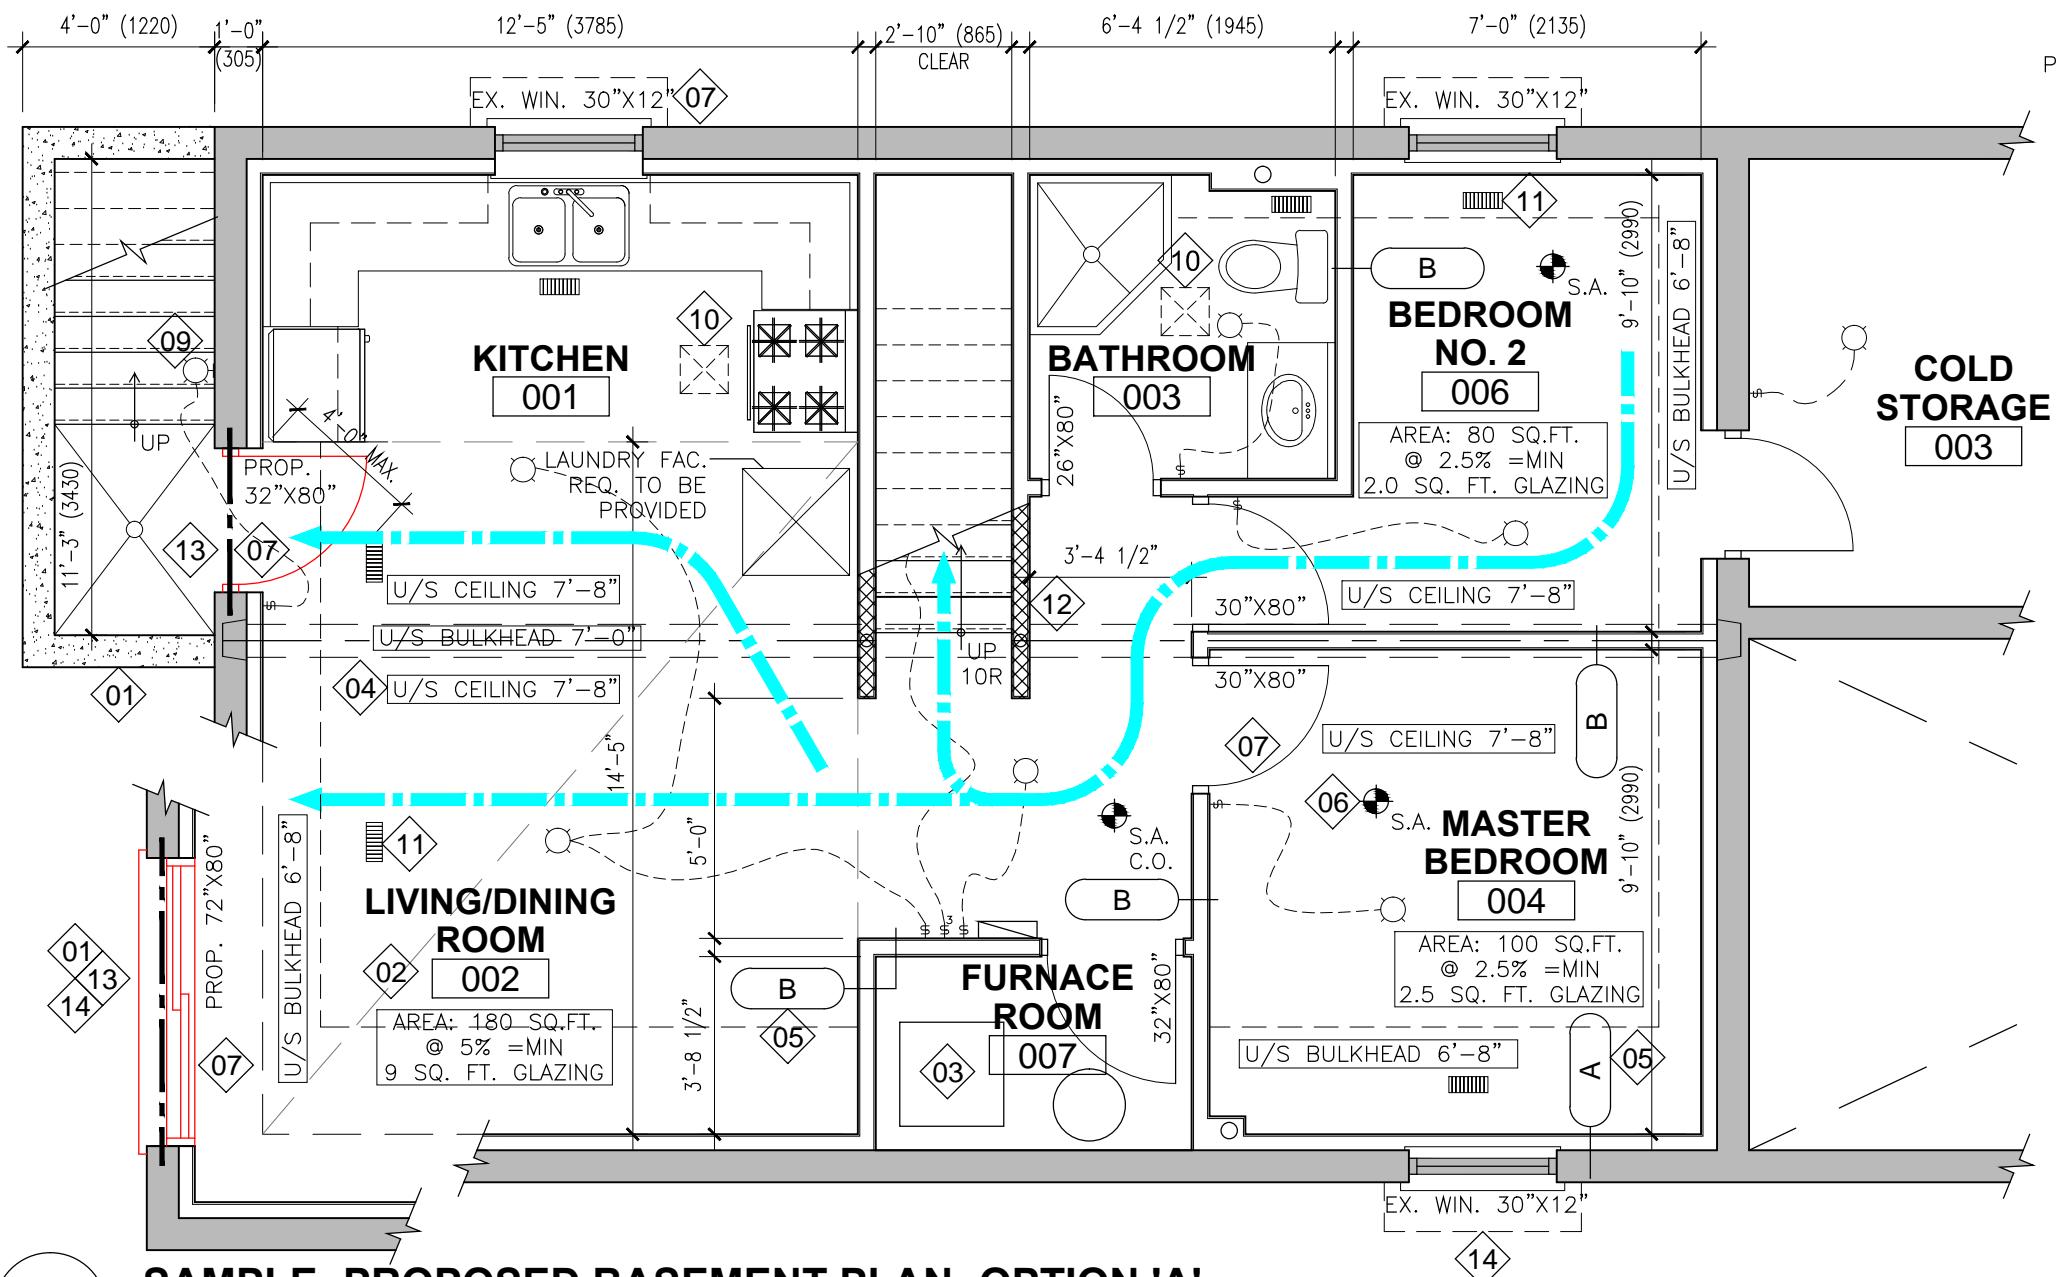 4'-0" (1220)
1'-0"
(305)
12'-5" (3785)
2'-10" (865)
CLEAR
6'-4 1/2" (1945)
7'-0" (2135)
P
EX. WIN. 30"X12"
07
EX. WIN. 30"X12"
11
9'-10" (2990)
U/S BULKHEAD 6'-8"
10
B
S.A.
BEDROOM
NO. 2
006
AREA: 80 SQ.FT.
@ 2.5% =MIN
2.0 SQ. FT. GLAZING
09
10
KITCHEN
001
BATHROOM
003
COLD
STORAGE
003
UP
4'-0" MAX.
PROP.
32"X80"
LAUNDRY FAC.
REQ. TO BE
PROVIDED
26"X80"
S
S
S
11'-3" (3430)
13
07
S
U/S CEILING 7'-8"
3'-4 1/2"
12
30"X80"
U/S CEILING 7'-8"
U/S BULKHEAD 7'-0"
UP
10R
01
04
U/S CEILING 7'-8"
30"X80"
B
07
U/S CEILING 7'-8"
14'-5"
06
S.A.
S
MASTER
BEDROOM
004
9'-10" (2990)
AREA: 100 SQ.FT.
@ 2.5% =MIN
2.5 SQ. FT. GLAZING
S.A.
C.O.
5'-0"
11
PROP. 72"X80"
U/S BULKHEAD 6'-8"
LIVING/DINING
ROOM
002
B
3
S S S
01
13
14
02
B
FURNACE
ROOM
007
32"X80"
AREA: 180 SQ.FT.
@ 5% =MIN
9 SQ. FT. GLAZING
05
3'-8 1/2"
03
07
U/S BULKHEAD 6'-8"
A
05
EX. WIN. 30"X12"
14
SAMPLE PROPOSED BASEMENT PLAN- OPTION 'A'